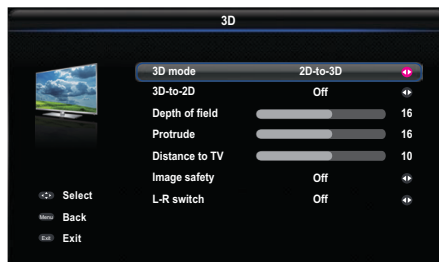 3D
3D mode 2D-to-3D
3D-to-2D Off
Depth of field 16
Protrude 16
Distance to TV 10
Image safety Off
L-R switch Off
Select
Menu Back
Exit Exit